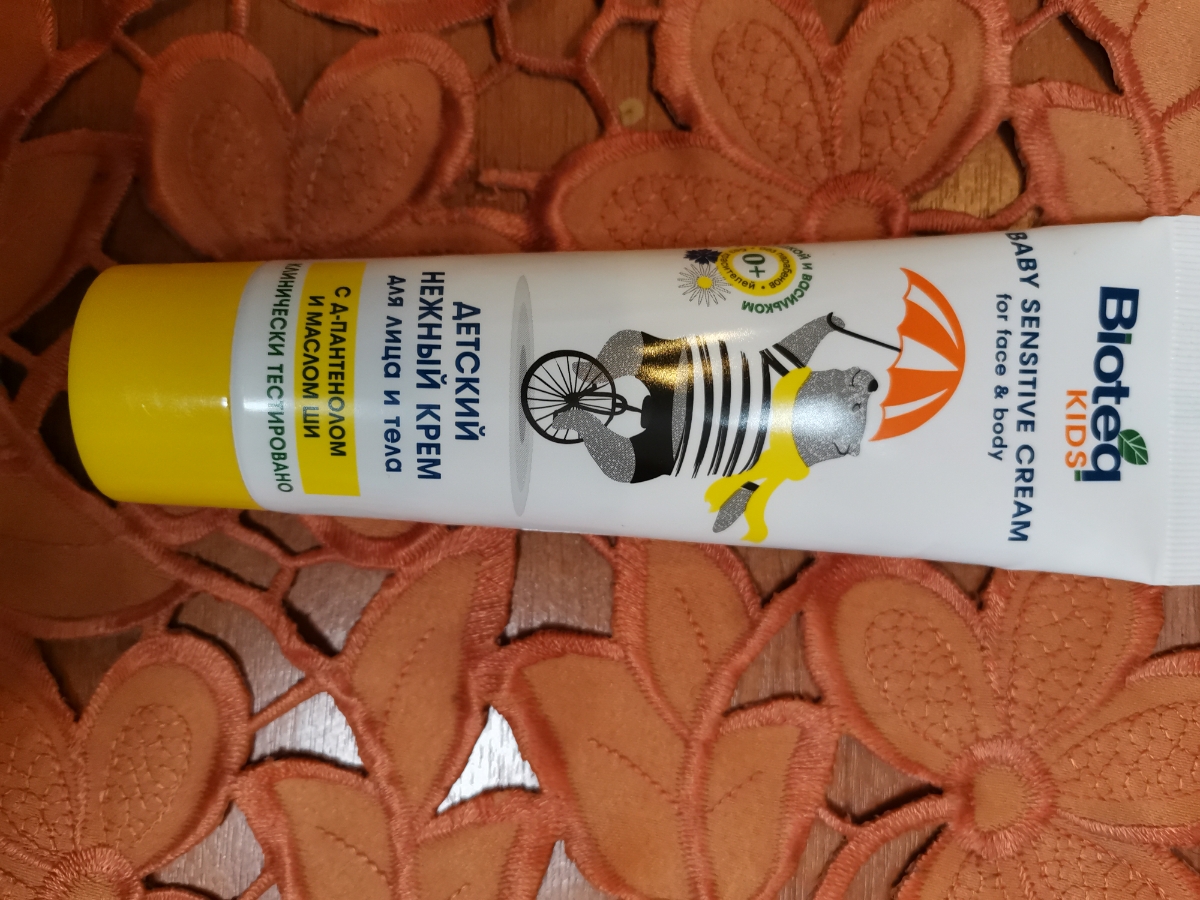 Bioteq
KIDS
BABY SENSITIVE CREAM
for face & body
И ВАСИЛЬКОМ
0+
ДЕТСКИЙ
НЕЖНЫЙ КРЕМ
для лица и тела
С Д-ПАНТЕНОЛОМ
И МАСЛОМ ШИ
КЛИНИЧЕСКИ ТЕСТИРОВАНО